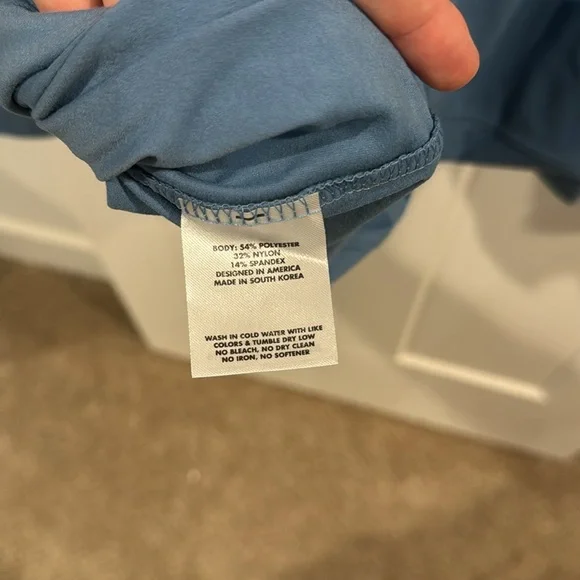 BODY: 54% POLYESTER
32% NYLON
14% SPANDEX
DESIGNED IN AMERICA
MADE IN SOUTH KOREA
WASH IN COLD WATER WITH LIKE
COLORS & TUMBLE DRY LOW
NO BLEACH, NO DRY CLEAN
NO IRON, NO SOFTENER